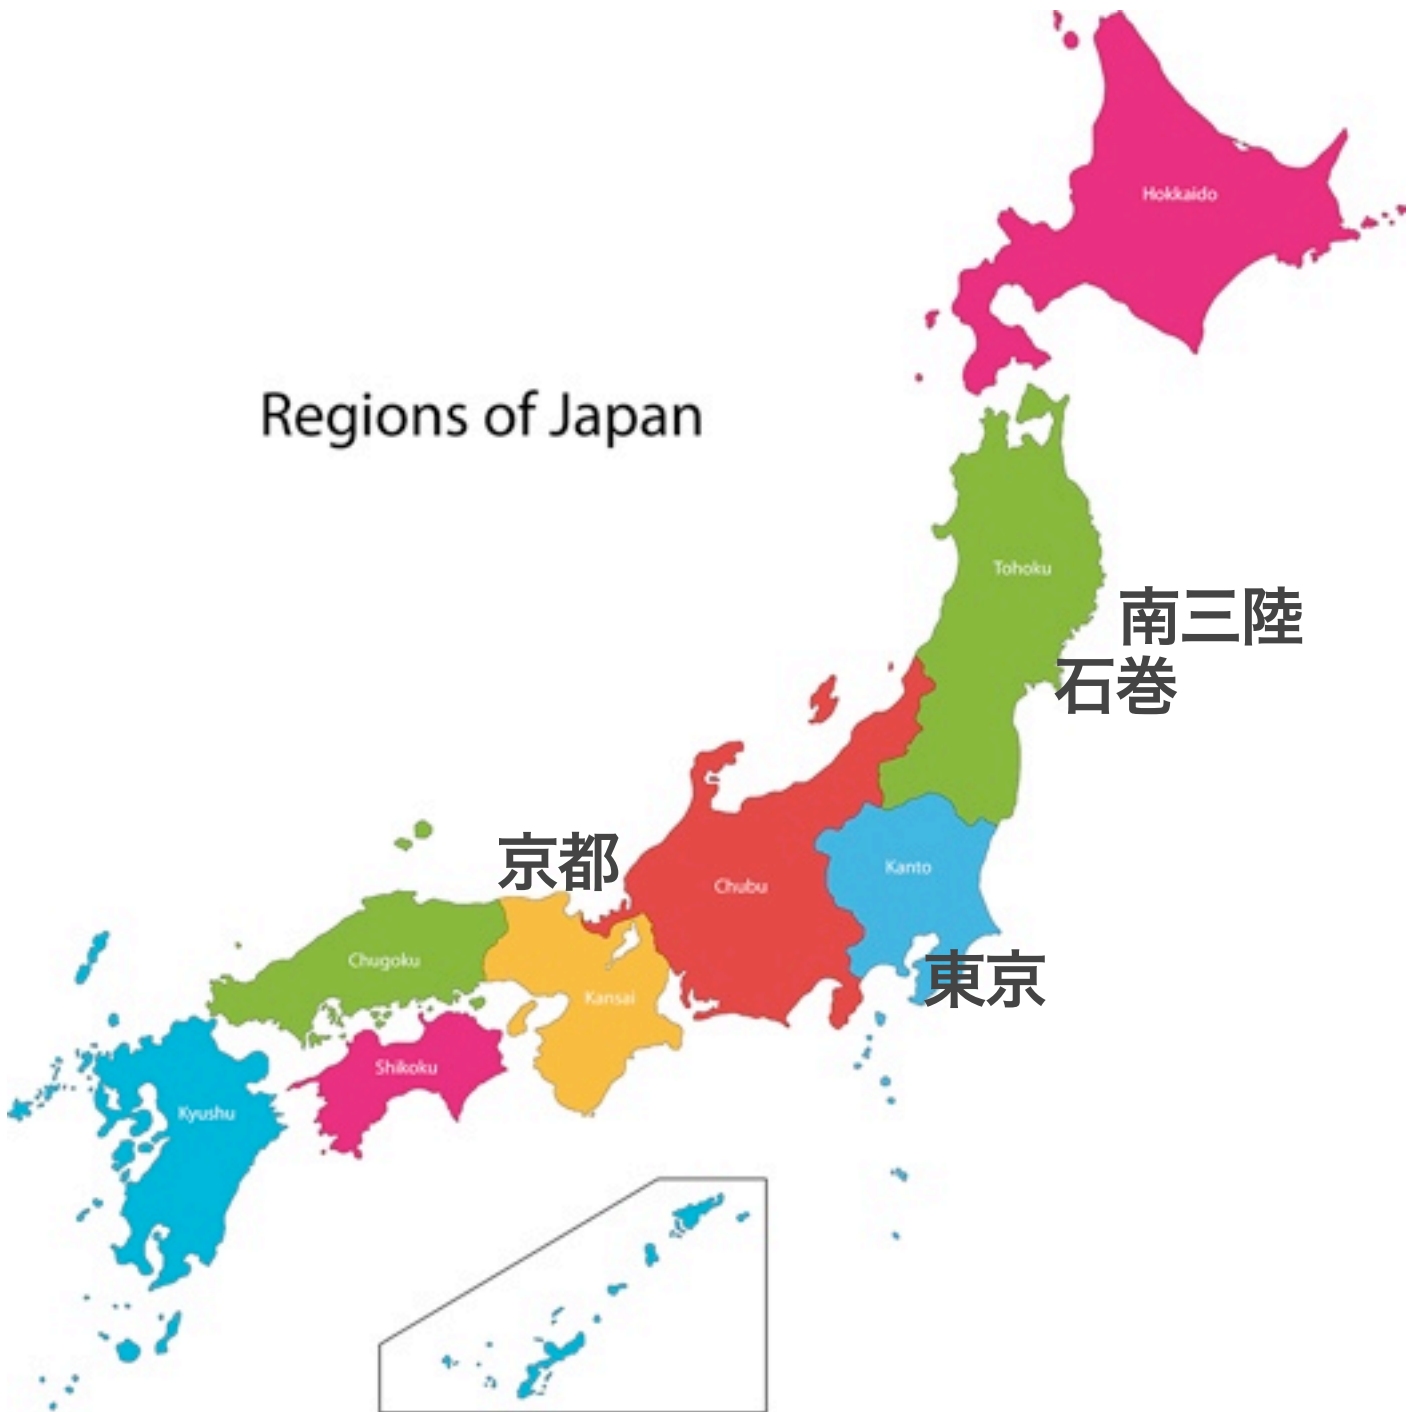 Hokkaido
Regions of Japan
Tohoku
南三陸
石巻
京都
Kanto
Chubu
Chugoku
東京
Kansai
Shikoku
Kyushu